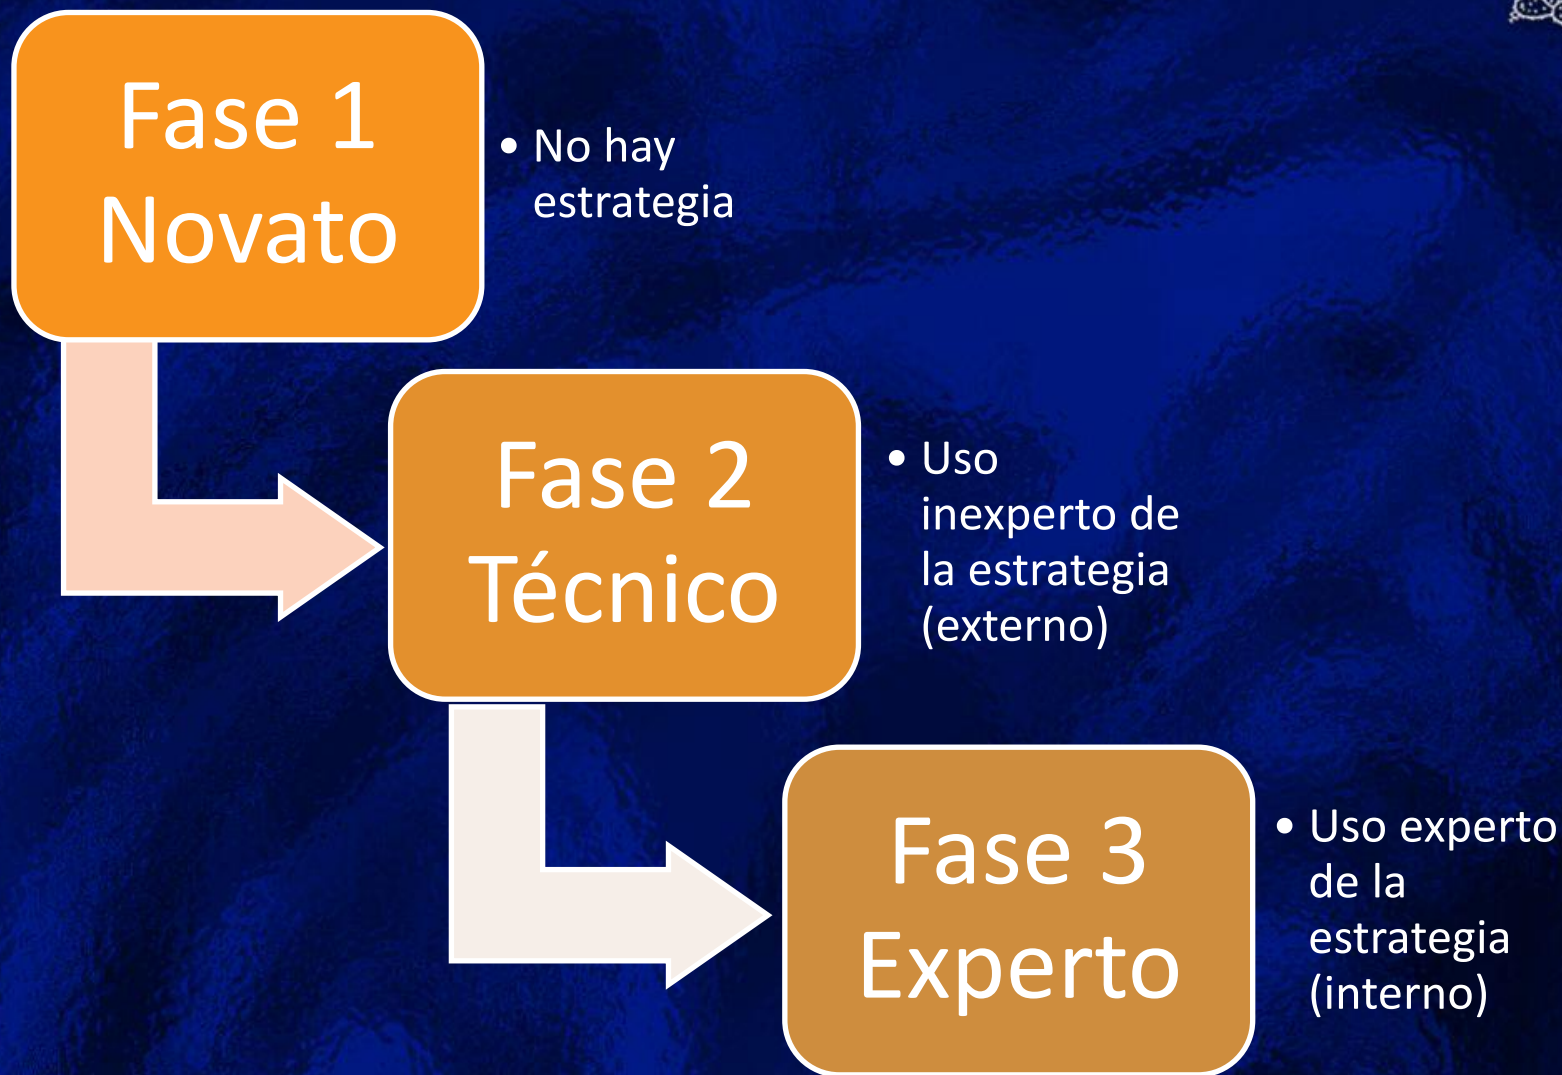 Fase 1
Novato
• No hay
estrategia
Fase 2
Técnico
• Uso
inexperto de
la estrategia
(externo)
Fase 3
Experto
• Uso experto
de la
estrategia
(interno)